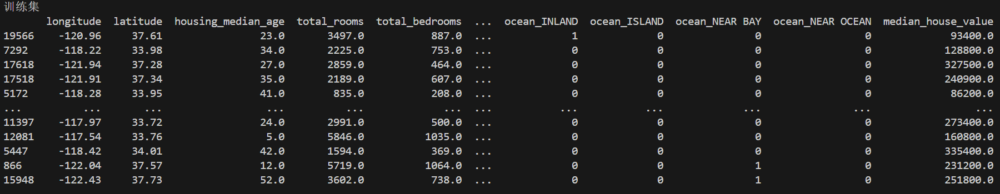 训练集
longitude latitude housing_median_age total_rooms total_bedrooms ... ocean_INLAND ocean_ISLAND ocean_NEAR BAY ocean_NEAR OCEAN median_house_value
19566 -120.96 37.61 23.0 3497.0 887.0 ... 1 0 0 0 93400.0
7292 -118.22 33.98 34.0 2225.0 753.0 ... 0 0 0 0 128800.0
17618 -121.94 37.28 27.0 2859.0 464.0 ... 0 0 0 0 327500.0
17518 -121.91 37.34 35.0 2189.0 607.0 ... 0 0 0 0 240900.0
5172 -118.28 33.95 41.0 835.0 208.0 ... 0 0 0 0 86200.0
... ... ... ... ... ... ... ... ... ... ... ...
11397 -117.97 33.72 24.0 2991.0 500.0 ... 0 0 0 0 273400.0
12081 -117.54 33.76 5.0 5846.0 1035.0 ... 0 0 0 0 160800.0
5447 -118.42 34.01 42.0 1594.0 369.0 ... 0 0 0 0 335400.0
866 -122.04 37.57 12.0 5719.0 1064.0 ... 0 0 1 0 231200.0
15948 -122.43 37.73 52.0 3602.0 738.0 ... 0 0 1 0 251800.0